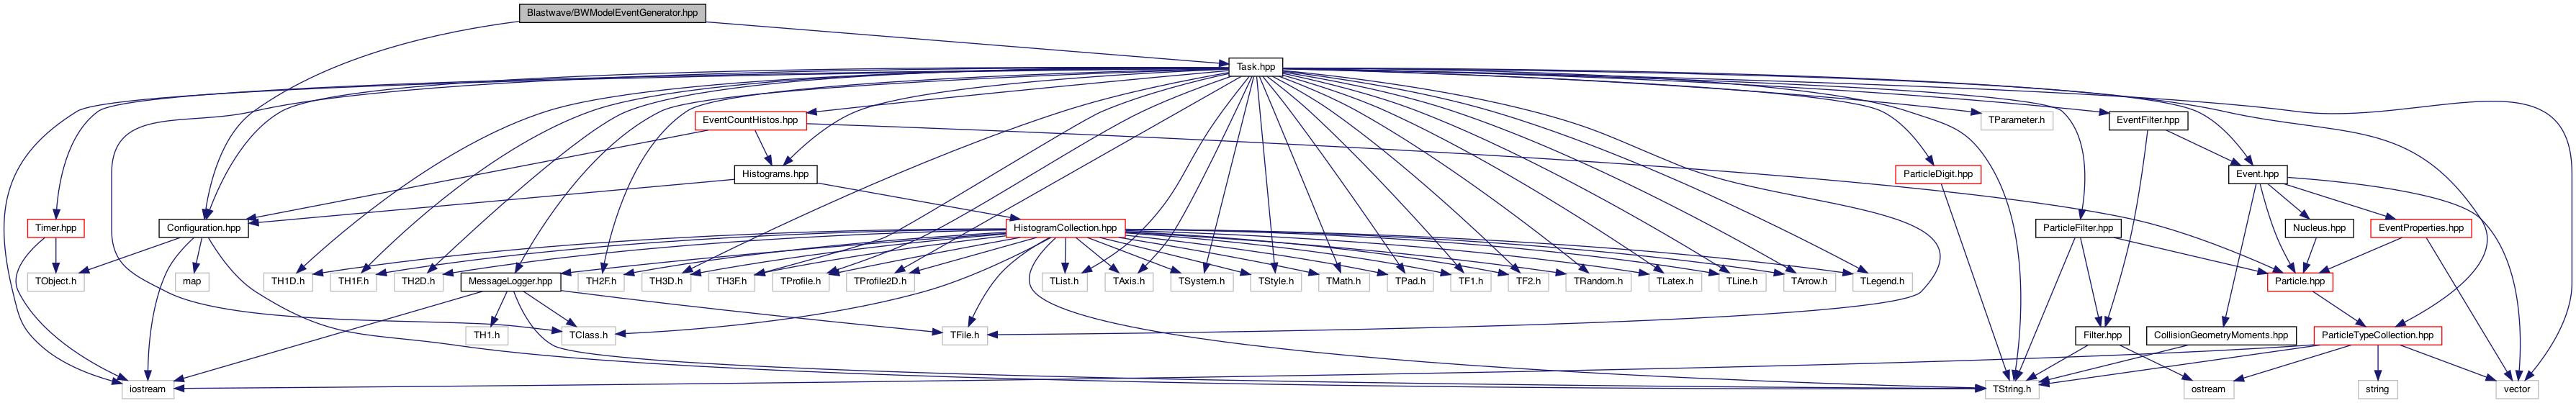 Blastwave/BWModelEventGenerator.hpp
Task.hpp
EventCountHistos.hpp
TParameter.h
EventFilter.hpp
Histograms.hpp
ParticleDigit.hpp
Event.hpp
Timer.hpp
Configuration.hpp
HistogramCollection.hpp
ParticleFilter.hpp
Nucleus.hpp
EventProperties.hpp
TObject.h
map
TH1D.h
TH1F.h
TH2D.h
MessageLogger.hpp
TH2F.h
TH3D.h
TH3F.h
TProfile.h
TProfile2D.h
TList.h
TAxis.h
TSystem.h
TStyle.h
TMath.h
TPad.h
TF1.h
TF2.h
TRandom.h
TLatex.h
TLine.h
TArrow.h
TLegend.h
Particle.hpp
TH1.h
TClass.h
TFile.h
Filter.hpp
CollisionGeometryMoments.hpp
ParticleTypeCollection.hpp
iostream
TString.h
ostream
string
vector